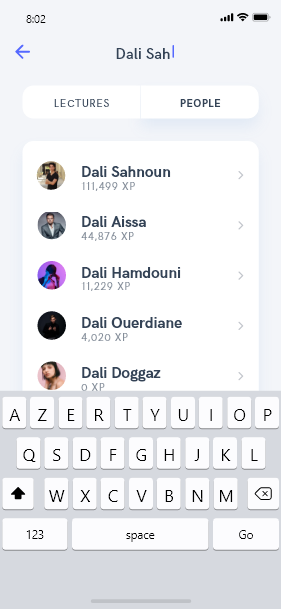 8:02
Dali Sah
LECTURES PEOPLE
Dali Sahnoun
111,499 XP
Dali Aissa
44,876 XP
Dali Hamdouni
11,229 XP
Dali Ouerdiane
4,020 XP
Dali Doggaz
0 XP
A Z E R T Y U I O P
Q S D F G H J K L
W X C V B N M
123 space Go